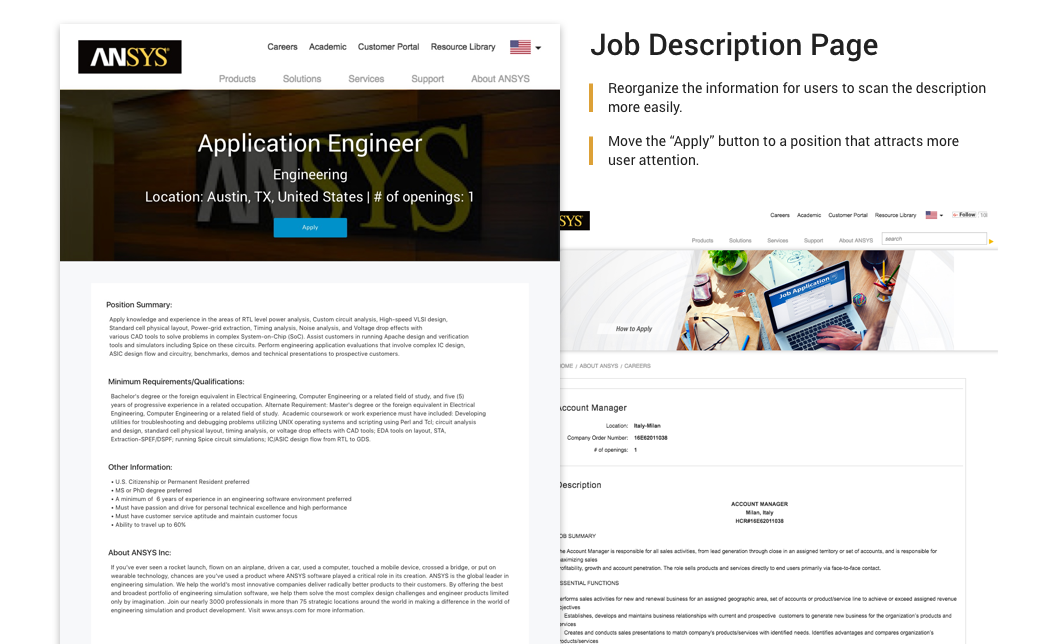 ANSYS
Careers Academic Customer Portal Resource Library
Products Solutions Services Support About ANSYS
Application Engineer
Engineering
Location: Austin, TX, United States | # of openings: 1
Apply
Position Summary:
Apply knowledge and experience in the areas of RTL level power analysis, Custom circuit analysis, High-speed VLSI design,
Standard cell physical layout, Power-grid extraction, Timing analysis, Noise analysis, and Voltage drop effects with
various CAD tools to solve problems in complex System-on-Chip (SoC). Assist customers in running Apache design and verification
tools and simulators including Spice on these circuits. Perform engineering application evaluations that involve complex IC design,
ASIC design flow and circuitry, benchmarks, demos and technical presentations to prospective customers.
Minimum Requirements/Qualifications:
Bachelor's degree or the foreign equivalent in Electrical Engineering, Computer Engineering or a related field of study, and five (5)
years of progressive experience in a related occupation. Alternate Requirement: Master's degree or the foreign equivalent in Electrical
Engineering, Computer Engineering or a related field of study. Academic coursework or work experience must have included: Developing
utilities for troubleshooting and debugging problems utilizing UNIX operating systems and scripting using Perl and Tcl; circuit analysis
and design, standard cell physical layout, timing analysis, or voltage drop effects with CAD tools; EDA tools on layout, STA,
Extraction-SPEF/DSPF; running Spice circuit simulations; IC/ASIC design flow from RTL to GDS.
Other Information:
• U.S. Citizenship or Permanent Resident preferred
• MS or PhD degree preferred
• A minimum of 6 years of experience in an engineering software environment preferred
• Must have passion and drive for personal technical excellence and high performance
• Must have customer service aptitude and maintain customer focus
• Ability to travel up to 60%
About ANSYS Inc:
If you've ever seen a rocket launch, flown on an airplane, driven a car, used a computer, touched a mobile device, crossed a bridge, or put on
wearable technology, chances are you've used a product where ANSYS software played a critical role in its creation. ANSYS is the global leader in
engineering simulation. We help the world's most innovative companies deliver radically better products to their customers. By offering the best
and broadest portfolio of engineering simulation software, we help them solve the most complex design challenges and engineer products limited
only by imagination. Join our nearly 3000 professionals in more than 75 strategic locations around the world in making a difference in the world of
engineering simulation and product development. Visit www.ansys.com for more information.
Job Description Page
Reorganize the information for users to scan the description
more easily.
Move the “Apply” button to a position that attracts more
user attention.
SYS
Careers Academic Customer Portal Resource Library Follow
Products Solutions Services Support About ANSYS search
Job Application
How to Apply
OME / ABOUT ANSYS / CAREERS
Account Manager
Location: Italy-Milan
Company Order Number: 16E62011038
# of openings: 1
Description
ACCOUNT MANAGER
Milan, Italy
HCR#16E62011038
OB SUMMARY
he Account Manager is responsible for all sales activities, from lead generation through close in an assigned territory or set of accounts, and is responsible for
aximizing sales
rofitability, growth and account penetration. The role sells products and services directly to end users primarily via face-to-face contact.
SSENTIAL FUNCTIONS
erforms sales activities for new and renewal business for an assigned geographic area, set of accounts or product/service line to achieve or exceed assigned revenue
bjectives
Establishes, develops and maintains business relationships with current and prospective customers to generate new business for the organization's products and
ervices
Creates and conducts sales presentations to match company's products/services with identified needs. Identifies advantages and compares organization's
roducts/services